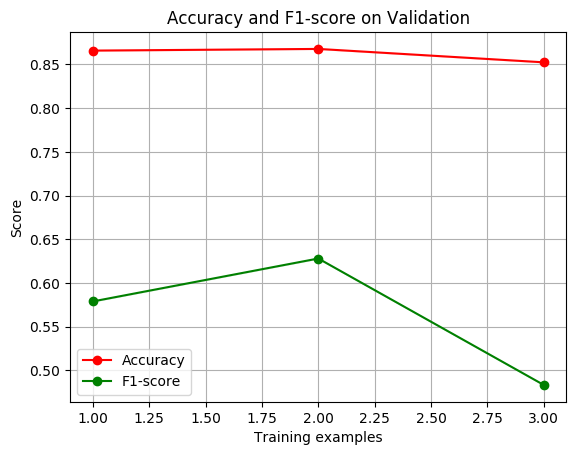 Accuracy and F1-score on Validation
Score
0.85
0.80
0.75
0.70
0.65
0.60
0.55
0.50
Accuracy
F1-score
1.00 1.25 1.50 1.75 2.00 2.25 2.50 2.75 3.00
Training examples